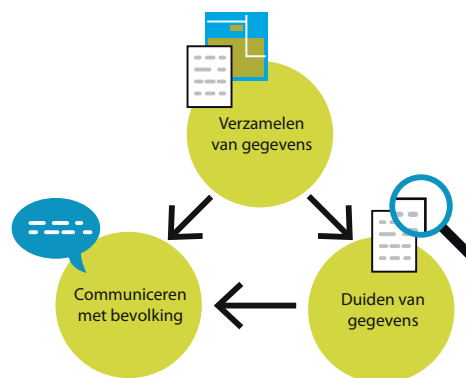 Verzamelen
van gegevens
Communiceren
met bevolking
Duiden van
gegevens